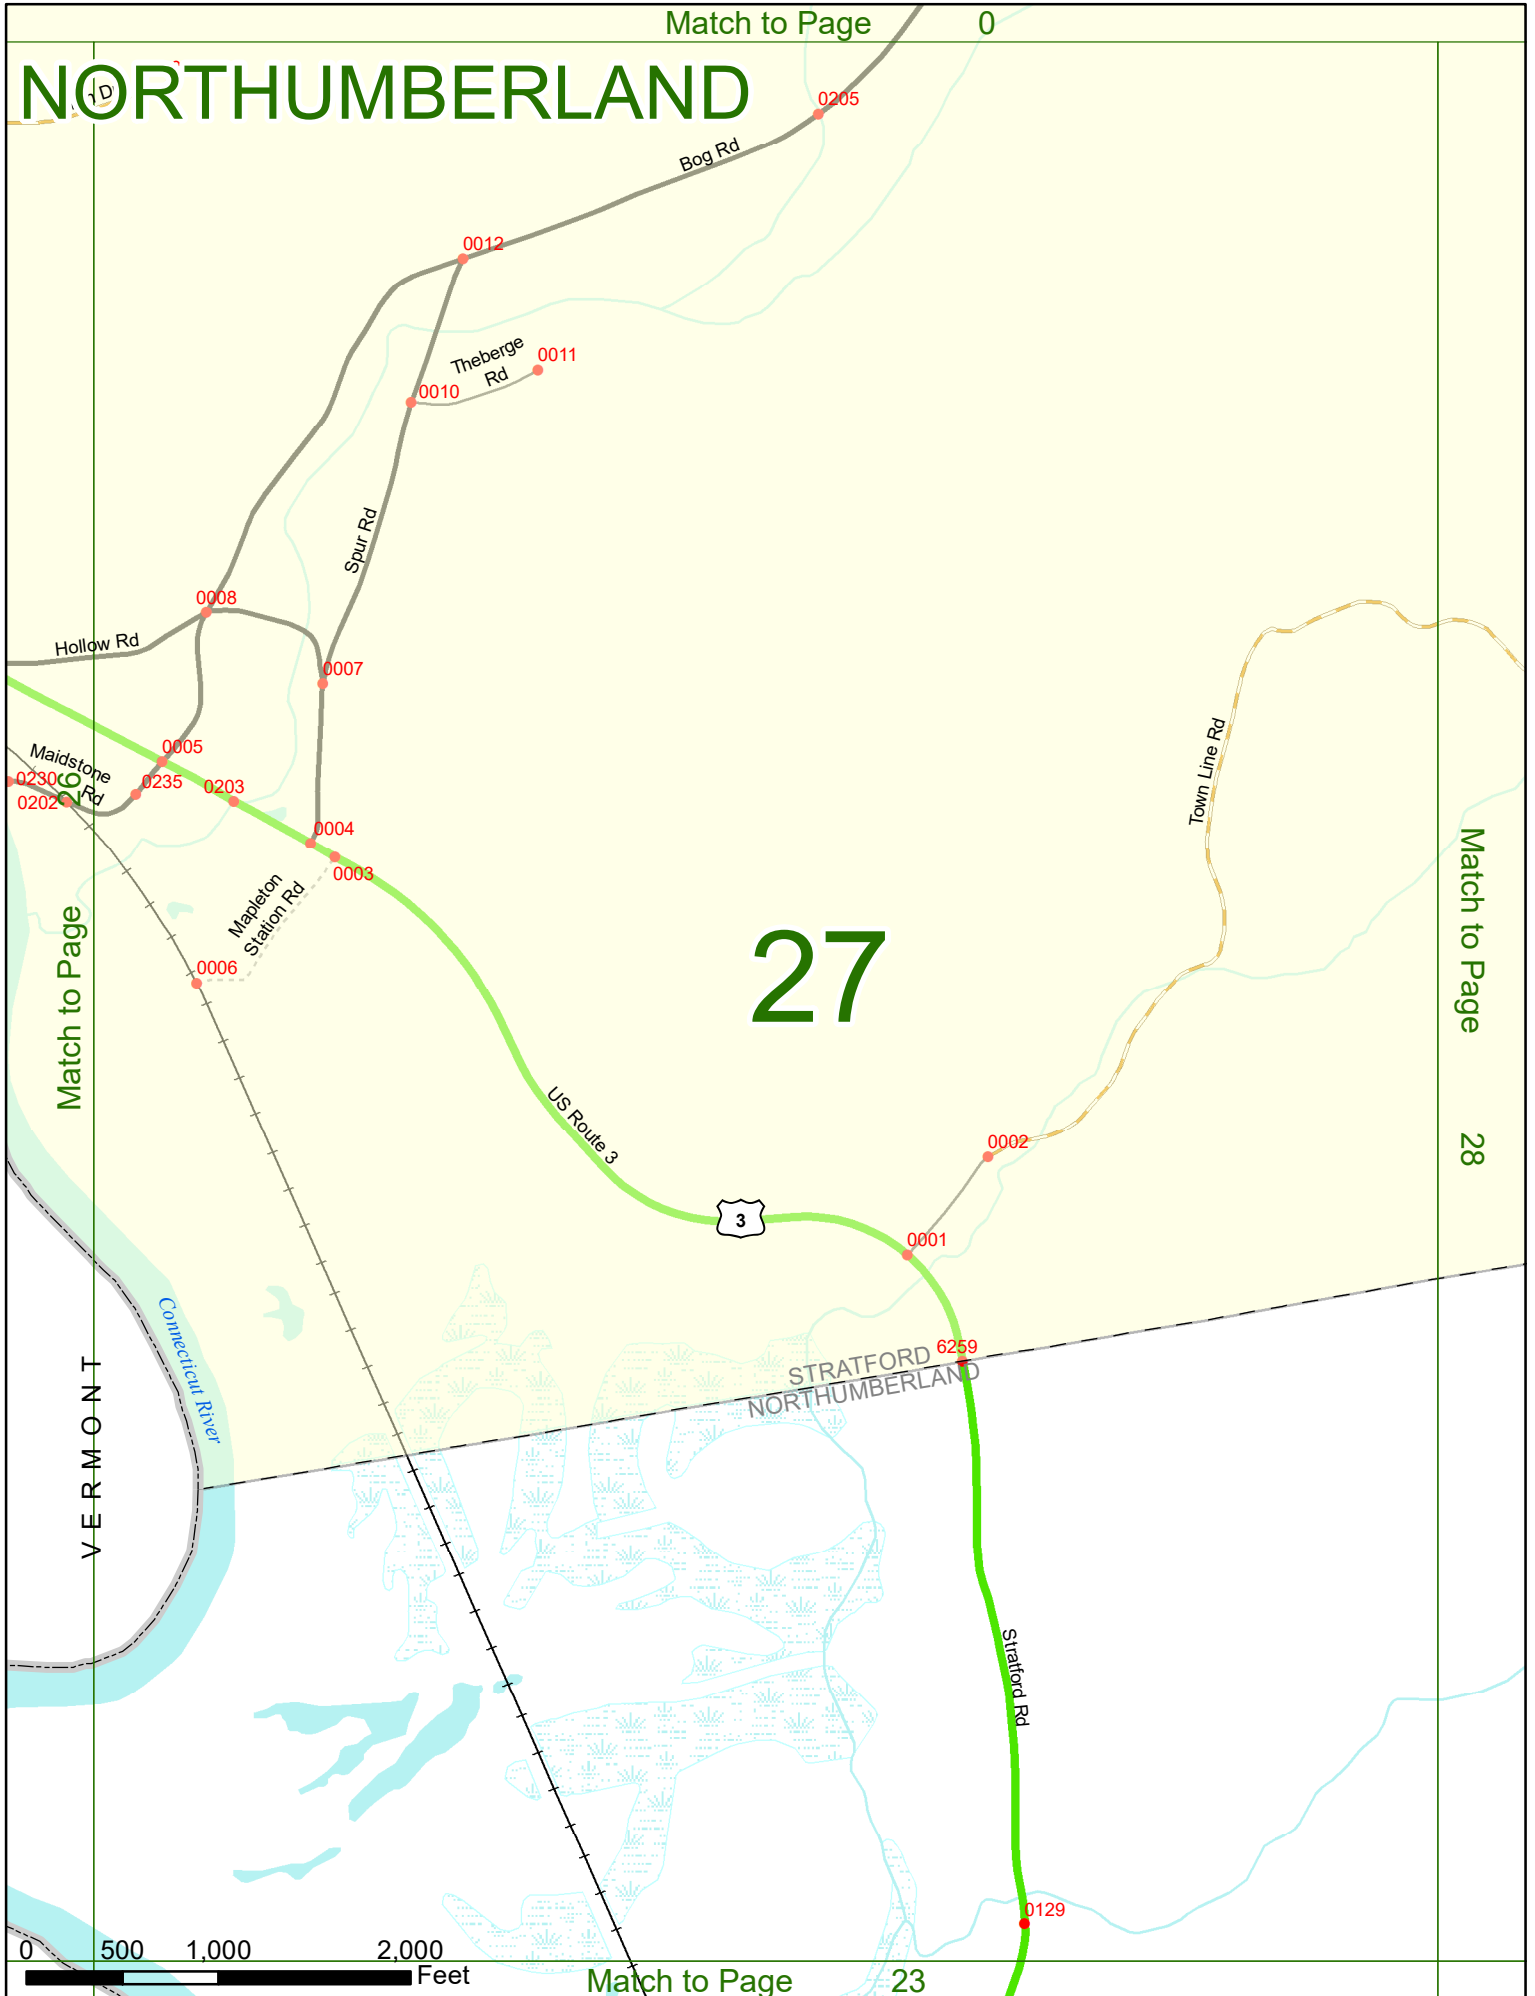 Match to Page 0
NORTHUMBERLAND
0205
Bog Rd
0012
Theberge
Rd
0011
0010
Spur Rd
0008
Hollow Rd
0007
Town Line Rd
0005
Maidstone
Rd
0230
0235
0203
0202
26
Match to Page
0004
0003
Mapleton
Station Rd
0006
27
Match to Page 28
US Route 3
0002
3
0001
Connecticut River
VERMONT
6259
STRATFORD
NORTHUMBERLAND
Stratford Rd
0129
0 500 1,000 2,000
Feet
Match to Page 23